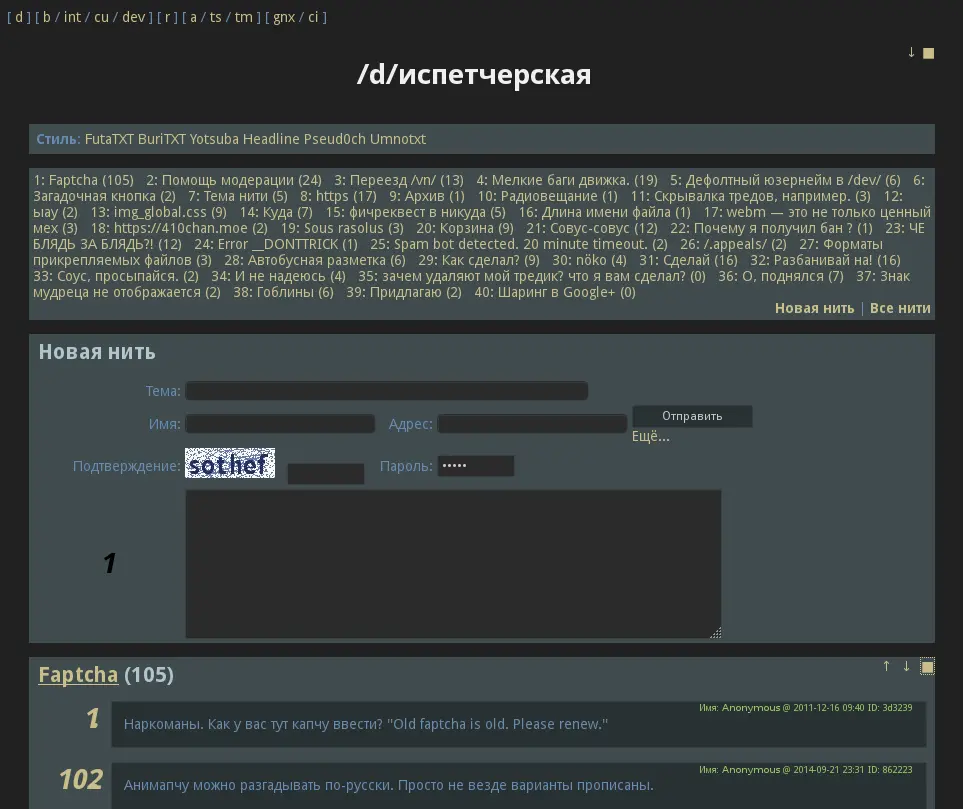 [ d ] [ b / int / cu / dev ] [ r ] [ a / ts / tm ] [ gnx / ci ]
↓ ■
/d/испетчерская
Стиль: FutaTXT BuriTXT Yotsuba Headline Pseud0ch Umnotxt
1: Faptcha (105) 2: Помощь модерации (24) 3: Переезд /vn/ (13) 4: Мелкие баги движка. (19) 5: Дефолтный юзернейм в /dev/ (6) 6:
Загадочная кнопка (2) 7: Тема нити (5) 8: https (17) 9: Архив (1) 10: Радиовещание (1) 11: Скрывалка тредов, например. (3) 12:
ыау (2) 13: img_global.css (9) 14: Куда (7) 15: фичреквест в никуда (5) 16: Длина имени файла (1) 17: webm — это не только ценный
мех (3) 18: https://410chan.moe (2) 19: Sous rasolus (3) 20: Корзина (9) 21: Совус-совус (12) 22: Почему я получил бан ? (1) 23: ЧЕ
БЛЯДЬ ЗА БЛЯДЬ?! (12) 24: Error __DONTTRICK (1) 25: Spam bot detected. 20 minute timeout. (2) 26: /.appeals/ (2) 27: Форматы
прикрепляемых файлов (3) 28: Автобусная разметка (6) 29: Как сделал? (9) 30: nöko (4) 31: Сделай (16) 32: Разбанивай на! (16)
33: Соус, просыпайся. (2) 34: И не надеюсь (4) 35: зачем удаляют мой тредик? что я вам сделал? (0) 36: О, поднялся (7) 37: Знак
мудреца не отображается (2) 38: Гоблины (6) 39: Придлагаю (2) 40: Шаринг в Google+ (0)
Новая нить | Все нити
Новая нить
Тема:
Имя: Адрес: Отправить
Ещё...
Подтверждение: sothef Пароль: •••••
1
Faptcha (105) ↑ ↓ ■
Имя: Anonymous @ 2011-12-16 09:40 ID: 3d3239
1 Наркоманы. Как у вас тут капчу ввести? "Old faptcha is old. Please renew."
Имя: Anonymous @ 2014-09-21 23:31 ID: 862223
102 Анимапчу можно разгадывать по-русски. Просто не везде варианты прописаны.